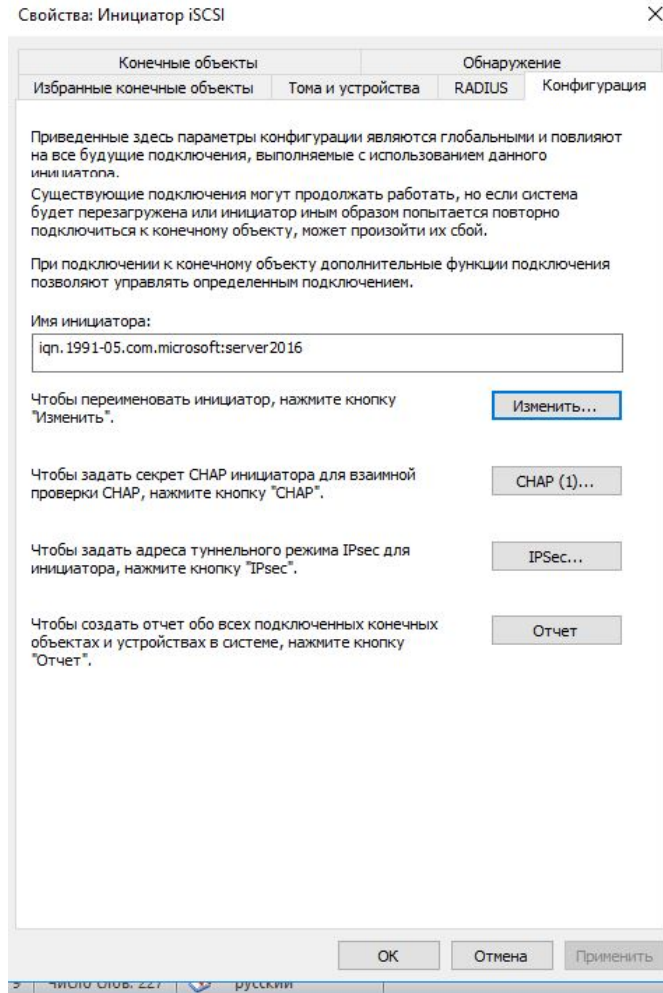 Свойства: Инициатор iSCSI
Конечные объекты
Обнаружение
Избранные конечные объекты
Тома и устройства
RADIUS
Конфигурация
Приведенные здесь параметры конфигурации являются глобальными и повлияют
на все будущие подключения, выполняемые с использованием данного
инициатора.
Существующие подключения могут продолжать работать, но если система
будет перезагружена или инициатор иным образом попытается повторно
подключиться к конечному объекту, может произойти их сбой.
При подключении к конечному объекту дополнительные функции подключения
позволяют управлять определенным подключением.
Имя инициатора:
iqn.1991-05.com.microsoft:server2016
Чтобы переименовать инициатор, нажмите кнопку
"Изменить".
Изменить...
Чтобы задать секрет CHAP инициатора для взаимной
проверки CHAP, нажмите кнопку "CHAP".
CHAP (1)...
Чтобы задать адреса туннельного режима IPsec для
инициатора, нажмите кнопку "IPsec".
IPSec...
Чтобы создать отчет обо всех подключенных конечных
объектах и устройствах в системе, нажмите кнопку
"Отчет".
Отчет
ОК
Отмена
Применить
9 Число слов: 227 русский